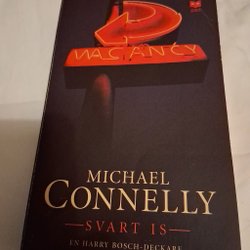 VACANCY
MICHAEL
CONNELLY
SVART IS
EN HARRY BOSCH-DECKARE